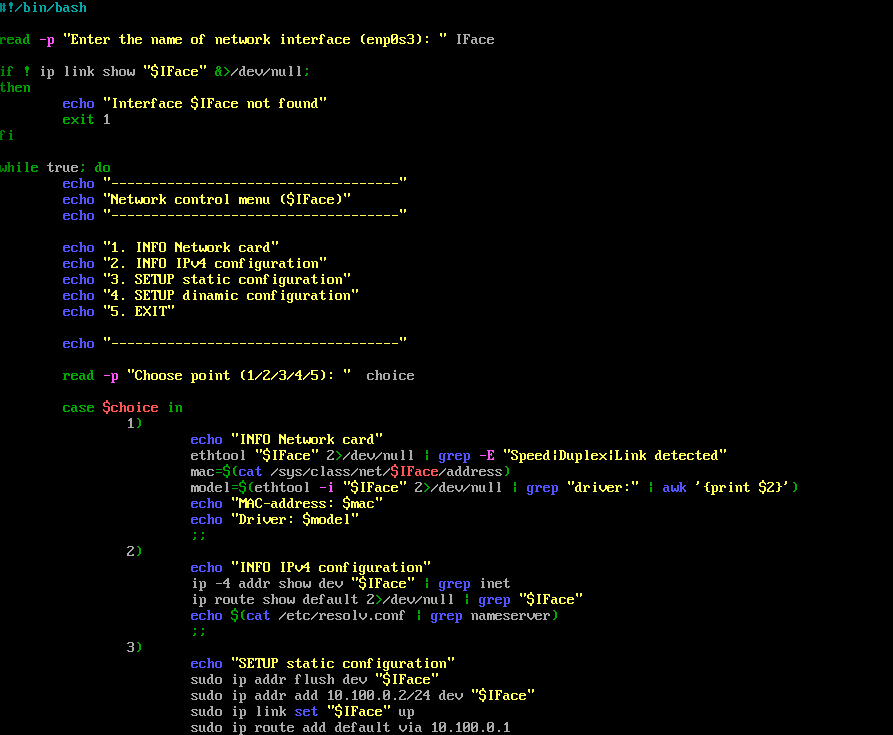 #!/bin/bash
read -p "Enter the name of network interface (enp0s3): " IFace
if ! ip link show "$IFace" &>/dev/null;
then
echo "Interface $IFace not found"
exit 1
fi
while true; do
echo "------------------------------------"
echo "Network control menu ($IFace)"
echo "------------------------------------"
echo "1. INFO Network card"
echo "2. INFO IPv4 configuration"
echo "3. SETUP static configuration"
echo "4. SETUP dinamic configuration"
echo "5. EXIT"
echo "------------------------------------"
read -p "Choose point (1/2/3/4/5): "  choice
case $choice in
1)
echo "INFO Network card"
ethtool "$IFace" 2>/dev/null | grep -E "Speed|Duplex|Link detected"
mac=$(cat /sys/class/net/$IFace/address)
model=$(ethtool -i "$IFace" 2>/dev/null | grep "driver:" | awk '{print $2}')
echo "MAC-address: $mac"
echo "Driver: $model"
;;
2)
echo "INFO IPv4 configuration"
ip -4 addr show dev "$IFace" | grep inet
ip route show default 2>/dev/null | grep "$IFace"
echo $(cat /etc/resolv.conf | grep nameserver)
;;
3)
echo "SETUP static configuration"
sudo ip addr flush dev "$IFace"
sudo ip addr add 10.100.0.2/24 dev "$IFace"
sudo ip link set "$IFace" up
sudo ip route add default via 10.100.0.1